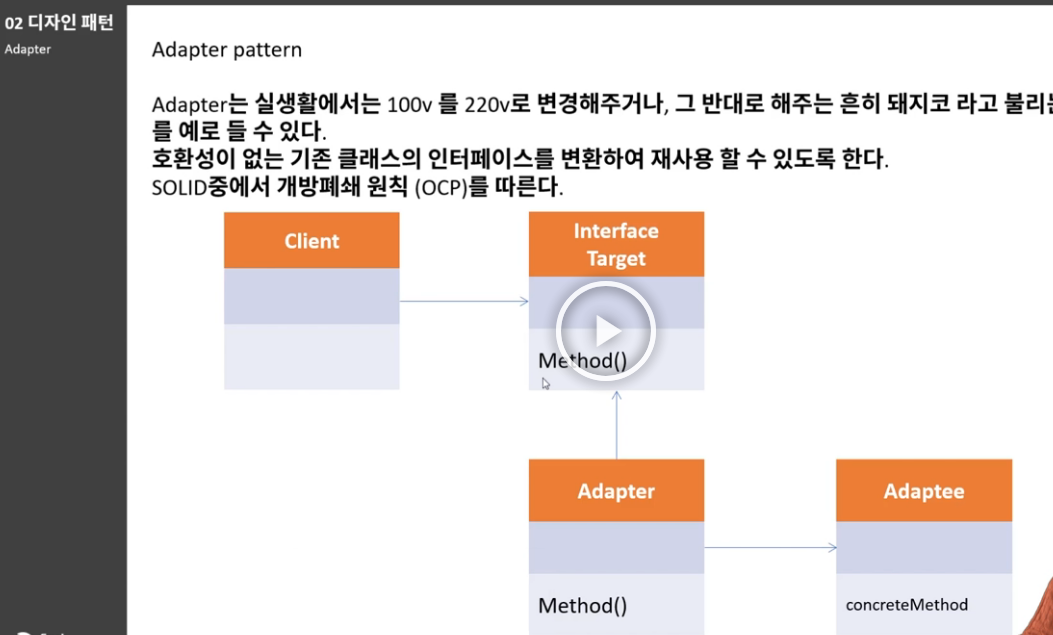 02 디자인 패턴
Adapter
Adapter pattern
Adapter는 실생활에서는 100v 를 220v로 변경해주거나, 그 반대로 해주는 흔히 돼지코 라고
를 예로 들 수 있다.
호환성이 없는 기존 클래스의 인터페이스를 변환하여 재사용 할 수 있도록 한다.
SOLID중에서 개방폐쇄 원칙 (OCP)를 따른다.
Client
Interface
Target
Method()
Adapter
Adaptee
Method()
concreteMethod